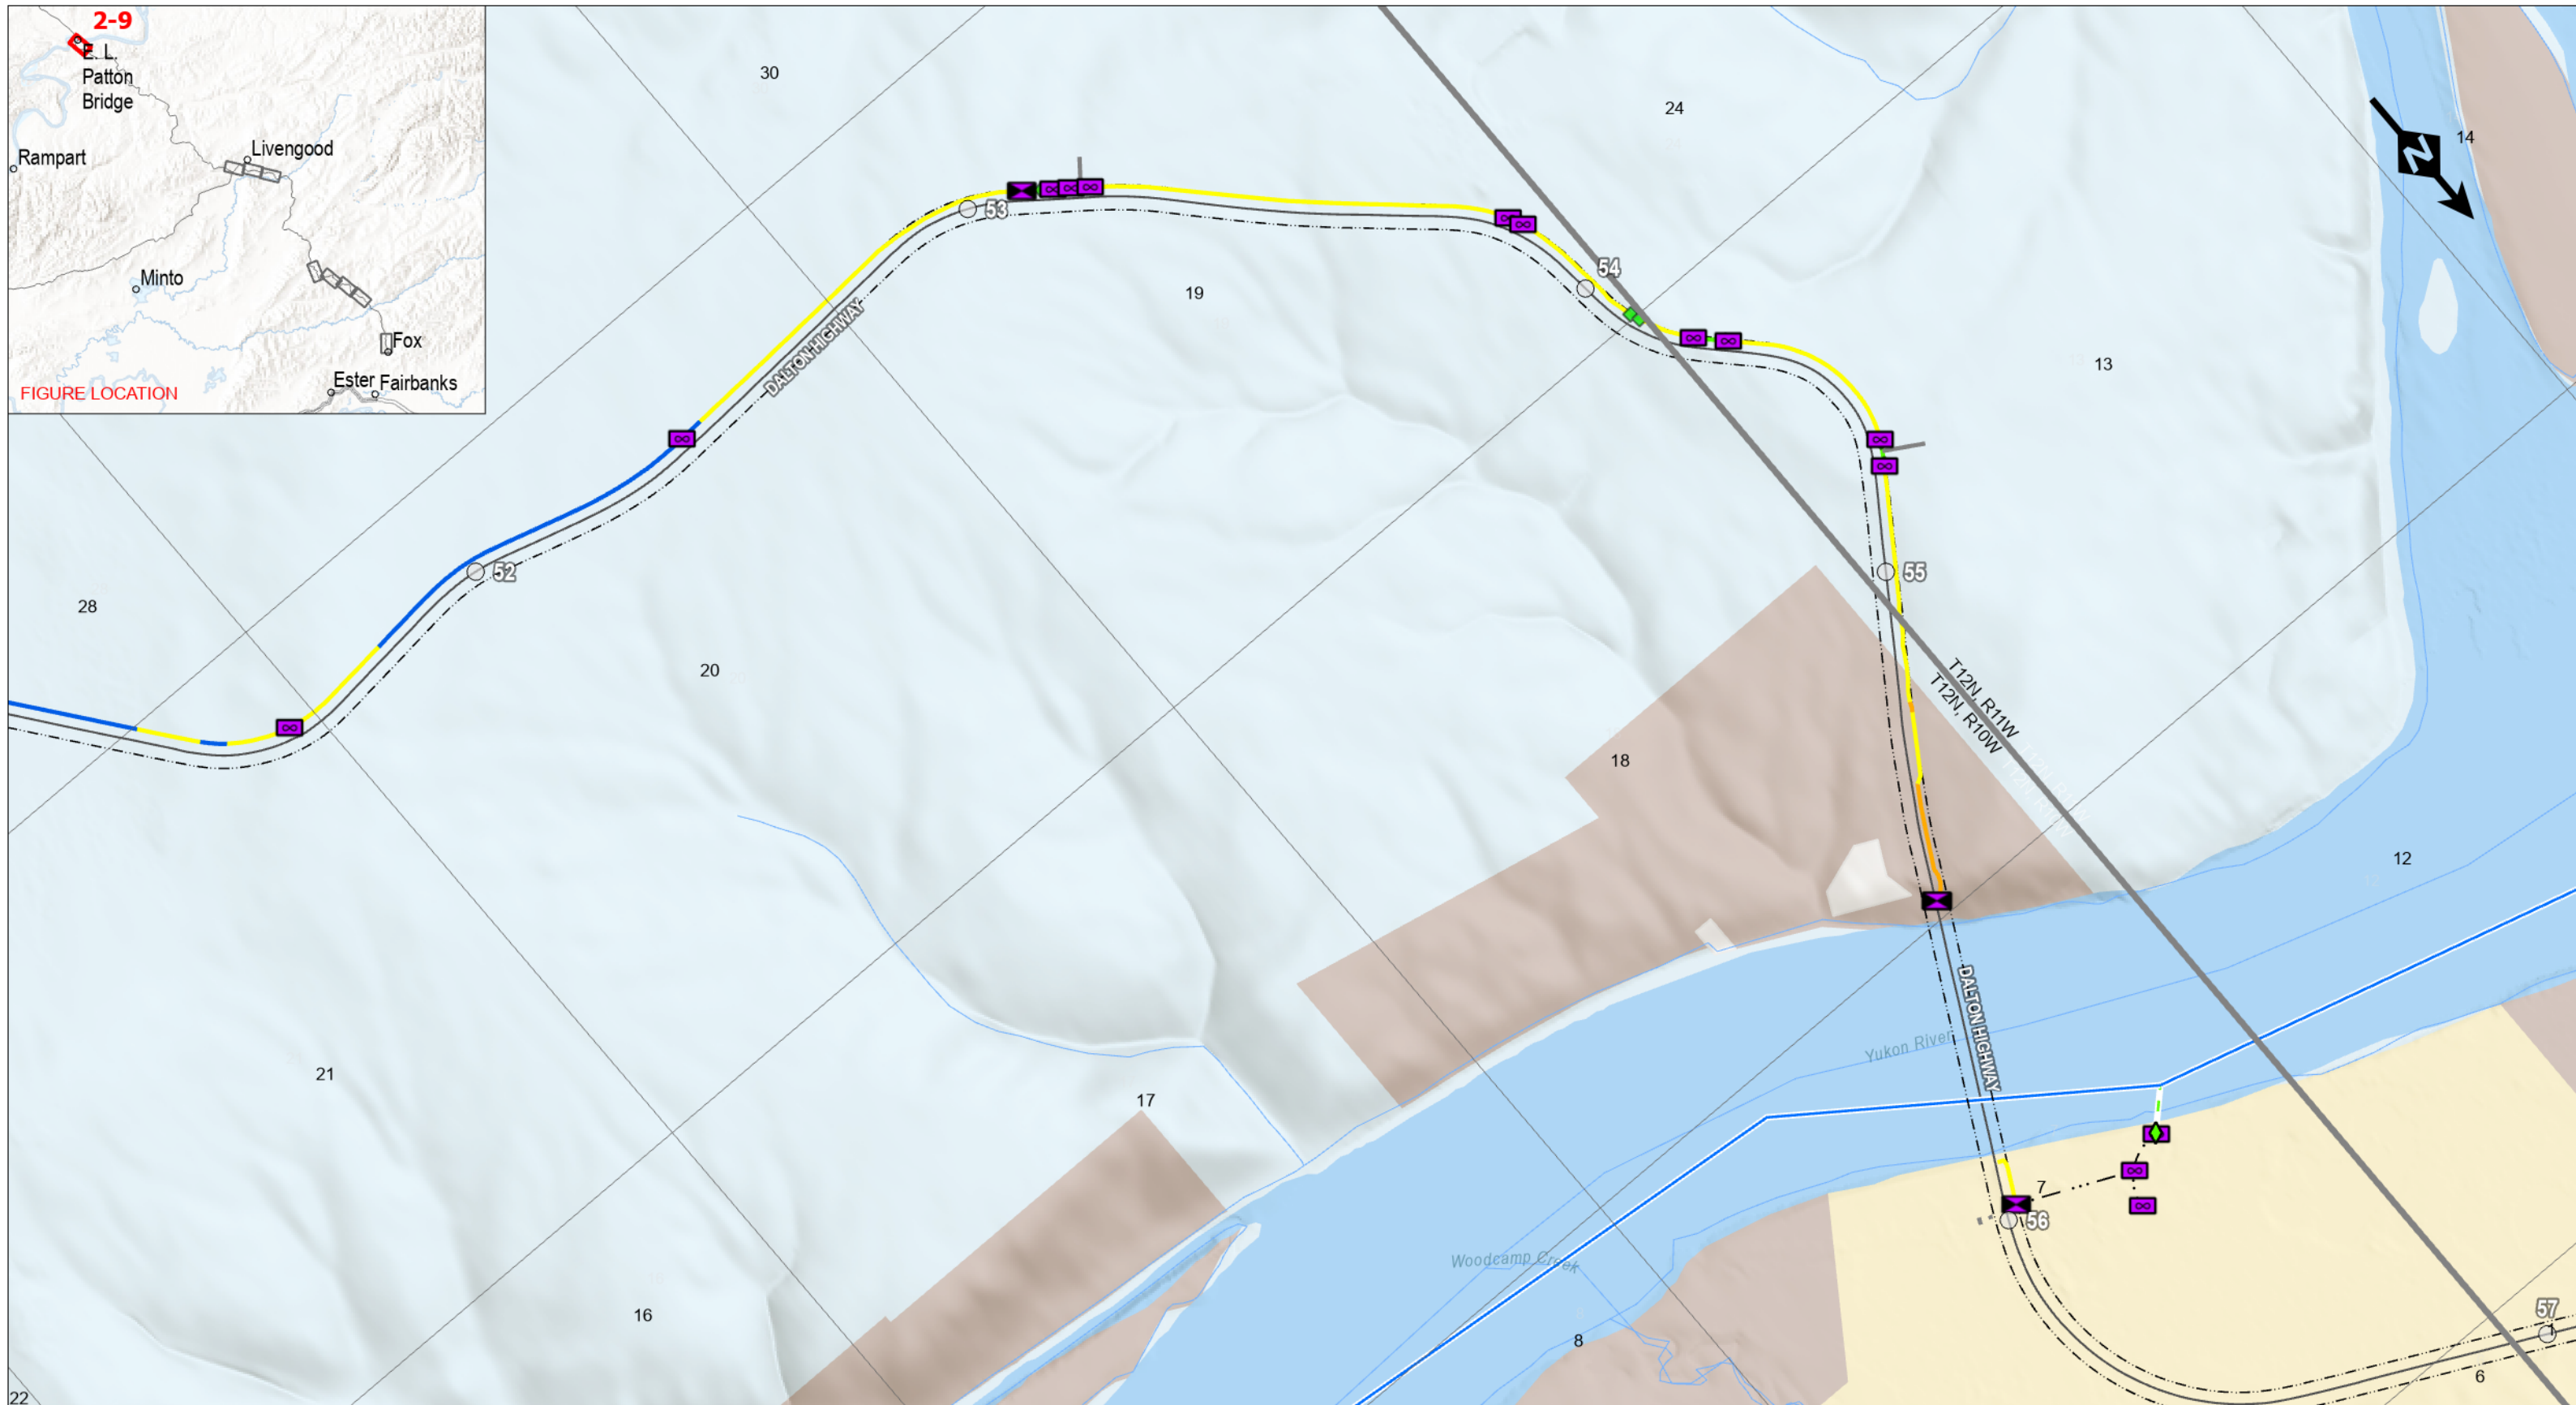 2-9
E. L.
Patton
Bridge
Rampart
Livengood
Minto
Fox
Ester
Fairbanks
FIGURE LOCATION
30
24
14
N
53
54
19
13
DALTON HIGHWAY
52
55
28
20
T12N, R11W
T12N, R10W
18
12
DALTON HIGHWAY
Yukon River
21
17
7
56
Woodcamp Creek
16
8
57
1
6
22